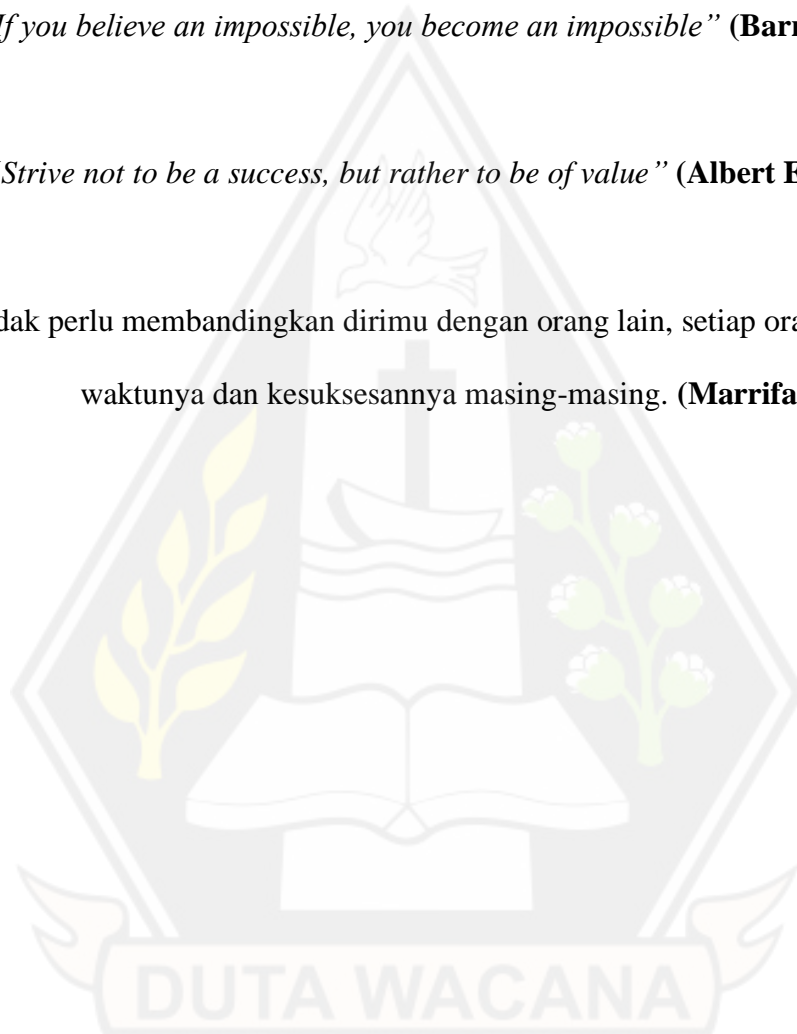 If you believe an impossible, you become an impossible” (Barr
Strive not to be a success, but rather to be of value” (Albert E
dak perlu membandingkan dirimu dengan orang lain, setiap ora
waktunya dan kesuksesannya masing-masing. (Marrifa
DUTA WACANA